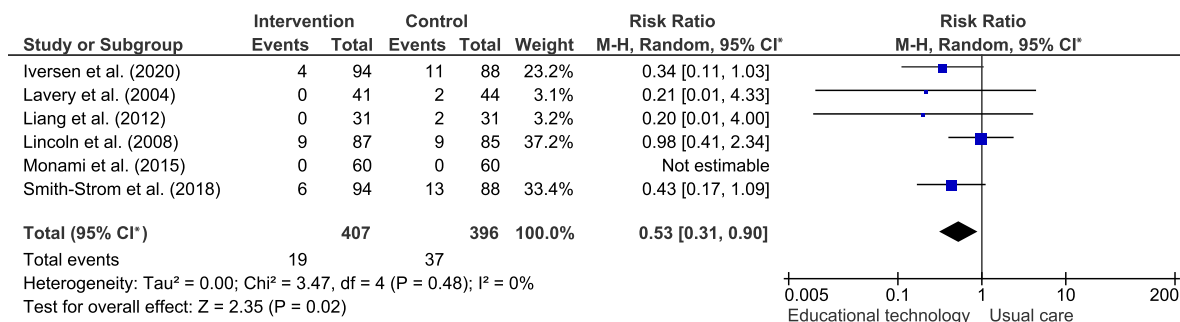 Intervention Control Risk Ratio Risk Ratio
Study or Subgroup Events Total Events Total Weight M-H, Random, 95% CI* M-H, Random, 95% CI*
Iversen et al. (2020) 4 94 11 88 23.2% 0.34 [0.11, 1.03]
Lavery et al. (2004) 0 41 2 44 3.1% 0.21 [0.01, 4.33]
Liang et al. (2012) 0 31 2 31 3.2% 0.20 [0.01, 4.00]
Lincoln et al. (2008) 9 87 9 85 37.2% 0.98 [0.41, 2.34]
Monami et al. (2015) 0 60 0 60 Not estimable
Smith-Strom et al. (2018) 6 94 13 88 33.4% 0.43 [0.17, 1.09]
Total (95% CI*) 407 396 100.0% 0.53 [0.31, 0.90]
Total events 19 37
Heterogeneity: Tau² = 0.00; Chi² = 3.47, df = 4 (P = 0.48); I² = 0%
Test for overall effect: Z = 2.35 (P = 0.02)
0.005 0.1 1 10 200
Educational technology Usual care